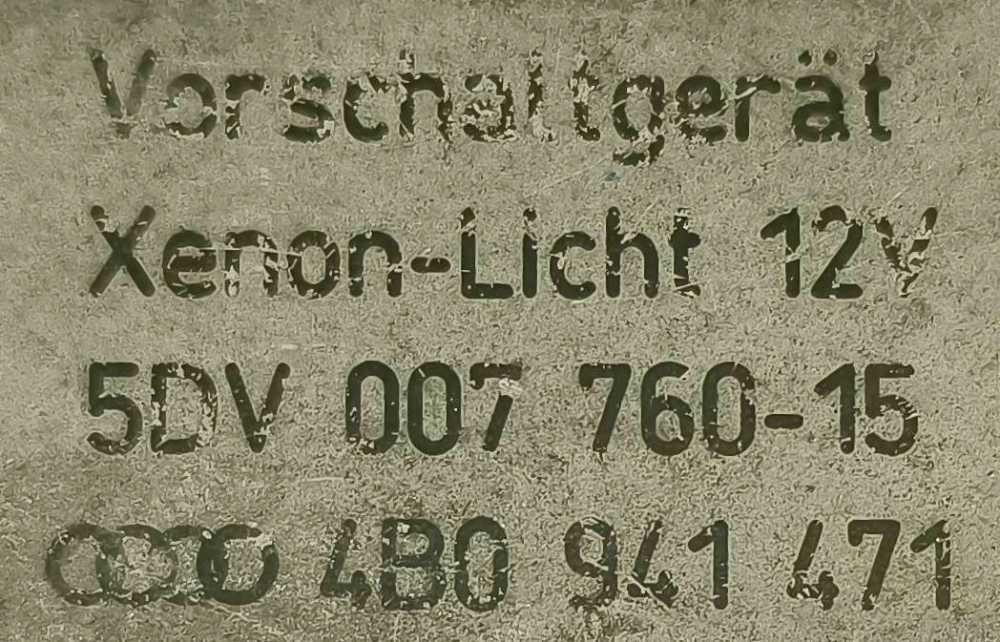 Vorschaltgerät
Xenon-Licht 12V
5DV 007 760-15
4B0 941 471